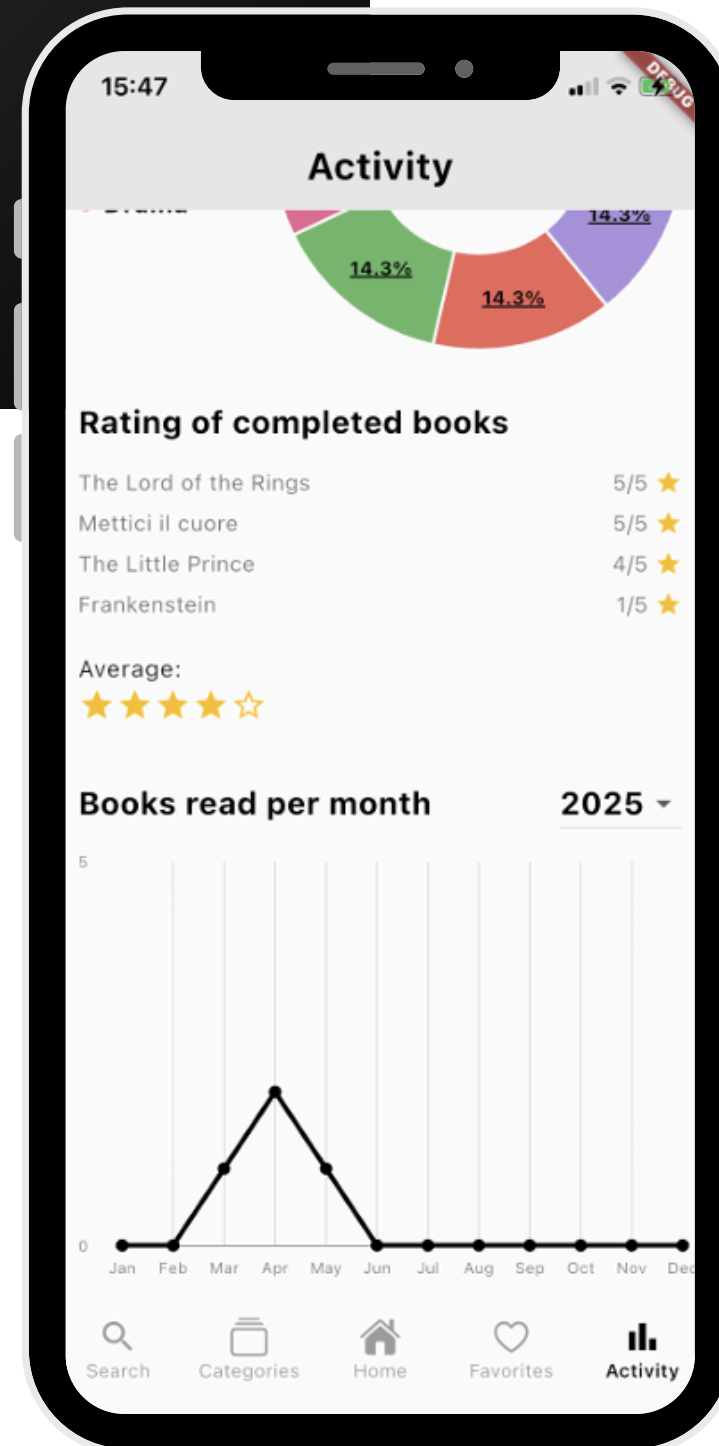 15:47
DEBUG
Activity
Drama
14.3%
14.3%
14.3%
Rating of completed books
The Lord of the Rings 5/5
Mettici il cuore 5/5
The Little Prince 4/5
Frankenstein 1/5
Average:
Books read per month 2025
5
0
Jan Feb Mar Apr May Jun Jul Aug Sep Oct Nov Dec
Search Categories Home Favorites Activity